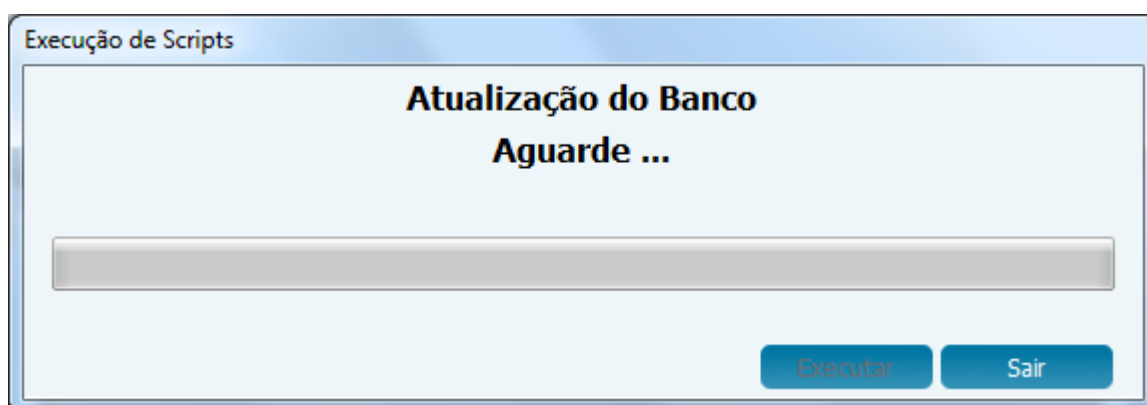 Execução de Scripts
Atualização do Banco
Aguarde ...
Executar
Sair